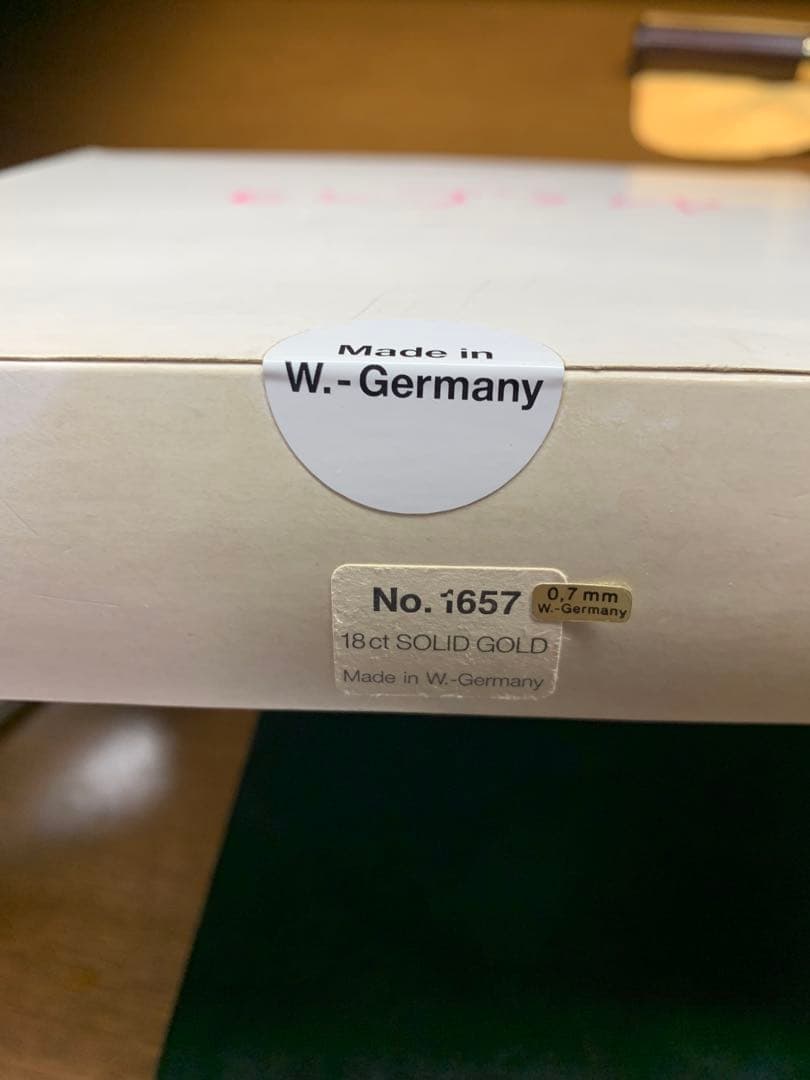 Made in
W.-Germany
No. 1657
0,7 mm
W.-Germany
18 ct SOLID GOLD
Made in W.-Germany